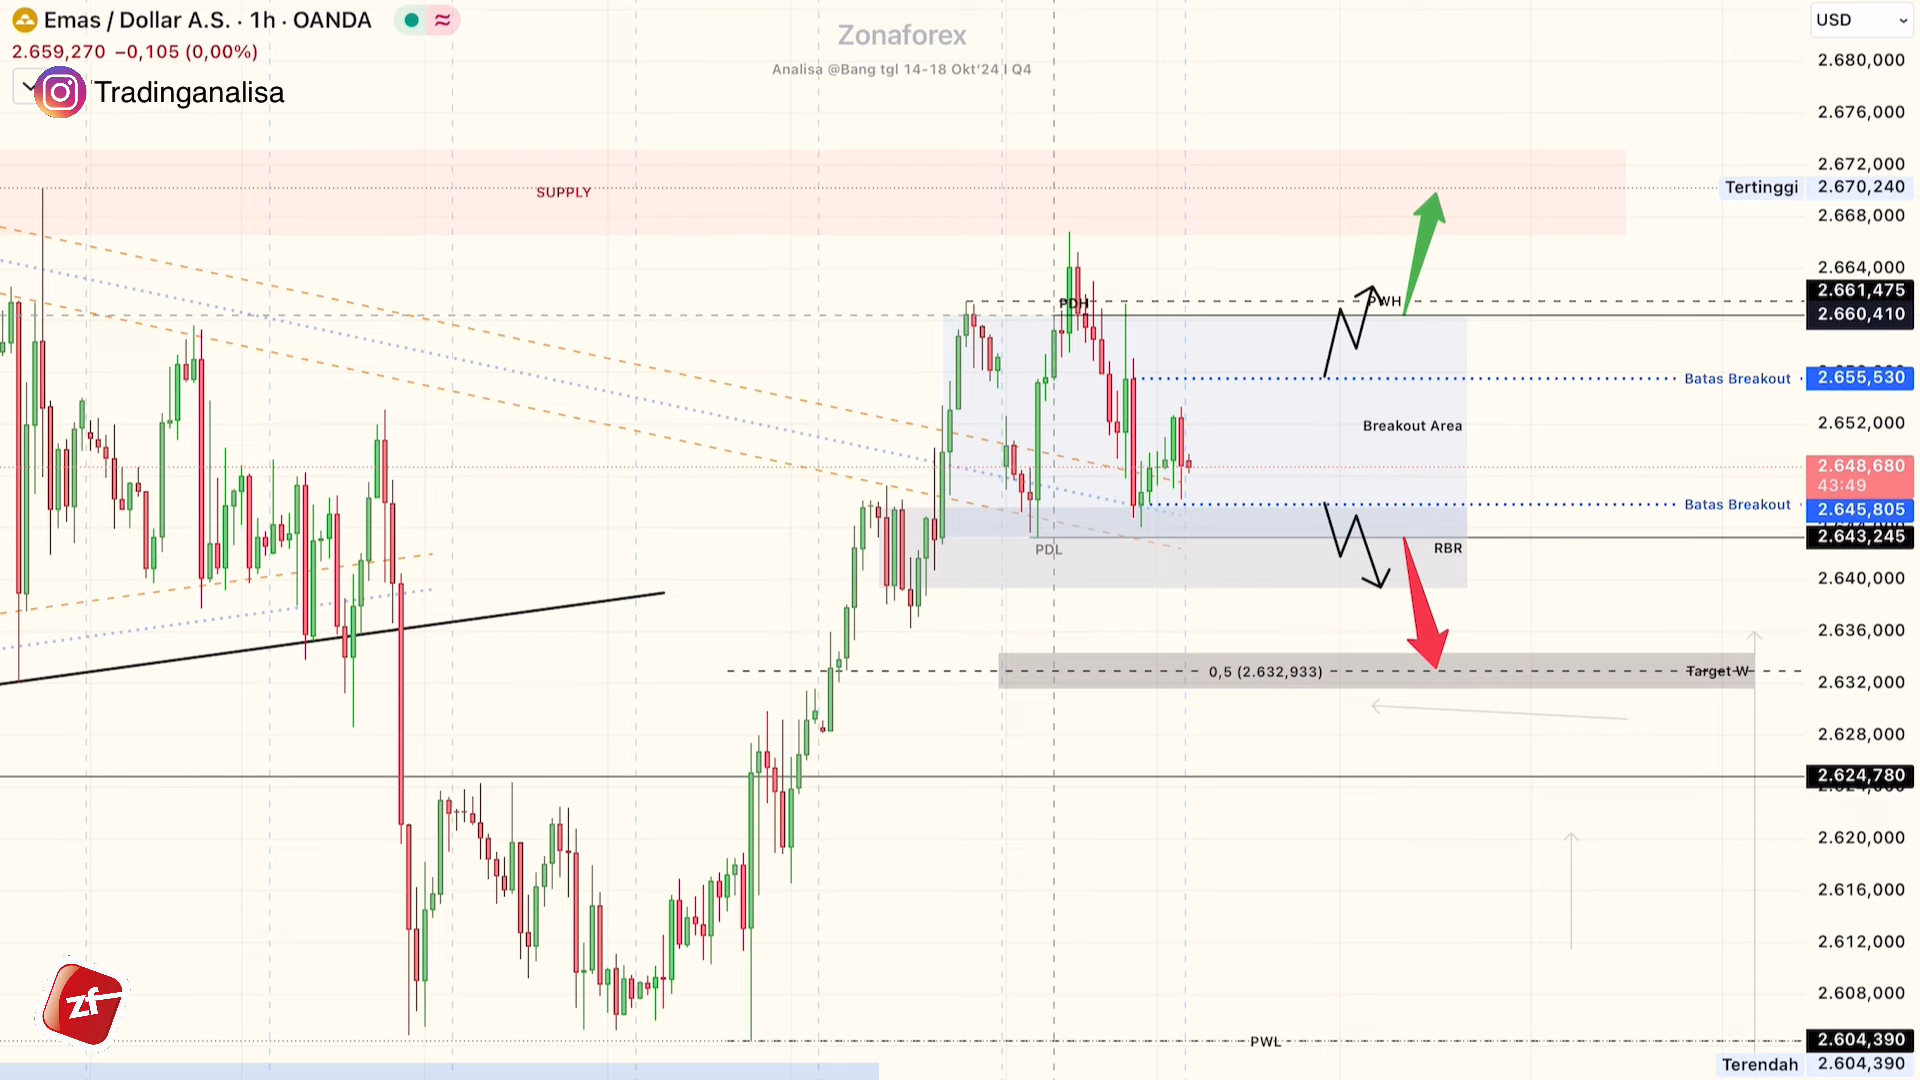 Emas / Dollar A.S. · 1h · OANDA
2.659,270 −0,105 (0,00%)
Tradinganalisa
Zonaforex
Analisa @Bang tgl 14-18 Okt'24 I Q4
USD
2.680,000
2.676,000
2.672,000
SUPPLY
Tertinggi 2.670,240
2.668,000
2.664,000
2.661,475
PDH
PWH
2.660,410
Batas Breakout 2.655,530
Breakout Area
2.652,000
2.648,680
43:49
Batas Breakout 2.645,805
2.643,245
PDL
RBR
2.640,000
2.636,000
0,5 (2.632,933)
Target W
2.632,000
2.628,000
2.624,780
2.620,000
2.616,000
2.612,000
zf
2.608,000
PWL
2.604,390
Terendah 2.604,390